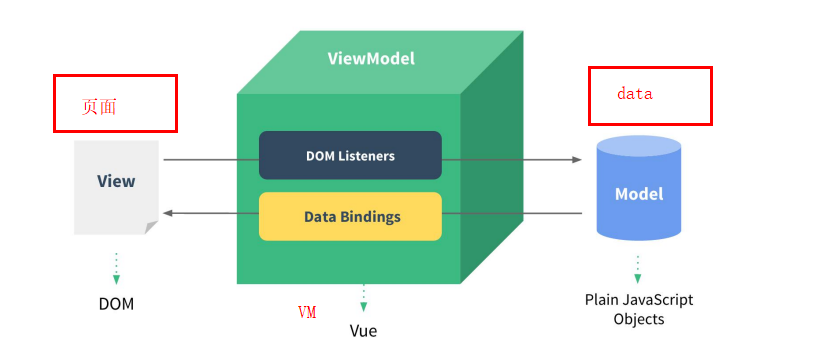 ViewModel
页面
data
DOM Listeners
View
Model
Data Bindings
DOM
VM
Vue
Plain JavaScript
Objects